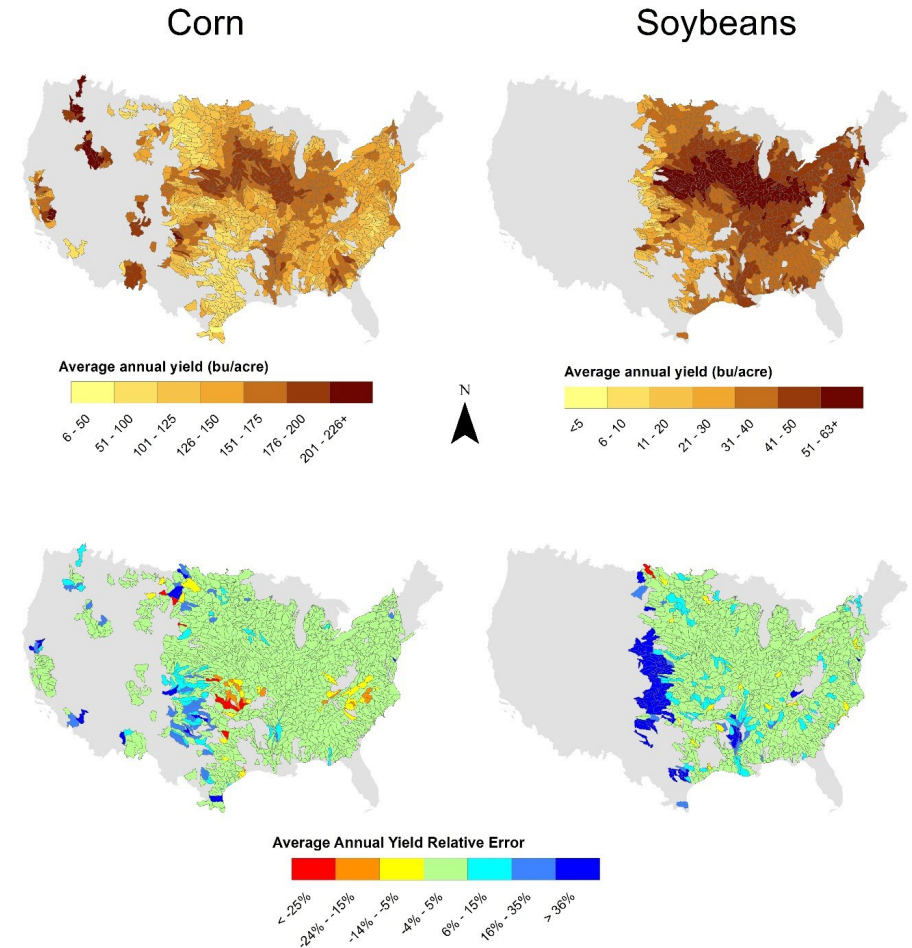 Corn
Soybeans
Average annual yield (bu/acre)
6 - 50
51 - 100
101 - 125
126 - 150
151 - 175
176 - 200
201 - 226+
N
Average annual yield (bu/acre)
<5
6 - 10
11 - 20
21 - 30
31 - 40
41 - 50
51 - 63+
Average Annual Yield Relative Error
< -25%
-24% - -15%
-14% - -5%
-4% - 5%
6% - 15%
16% - 35%
> 36%